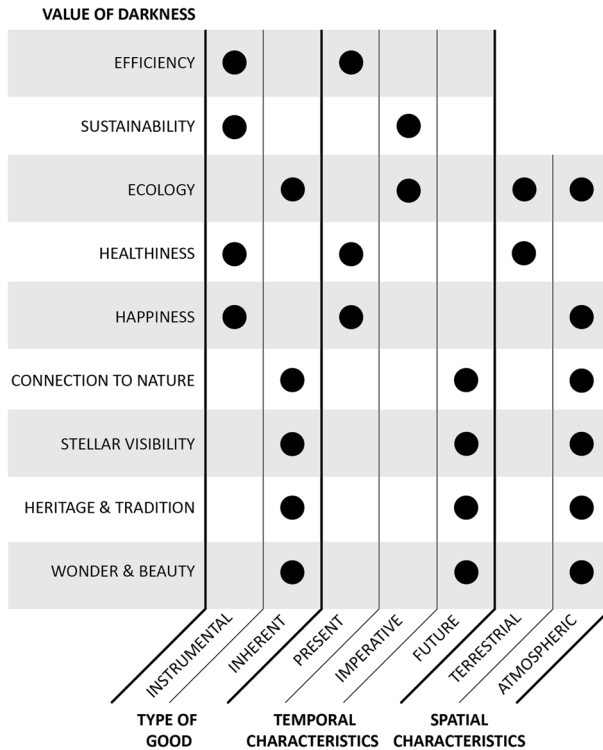 VALUE OF DARKNESS
EFFICIENCY
SUSTAINABILITY
ECOLOGY
HEALTHINESS
HAPPINESS
CONNECTION TO NATURE
STELLAR VISIBILITY
HERITAGE & TRADITION
WONDER & BEAUTY
INSTRUMENTAL
INHERENT
PRESENT
IMPERATIVE
FUTURE
TERRESTRIAL
ATMOSPHERIC
TYPE OF
GOOD
TEMPORAL
CHARACTERISTICS
SPATIAL
CHARACTERISTICS